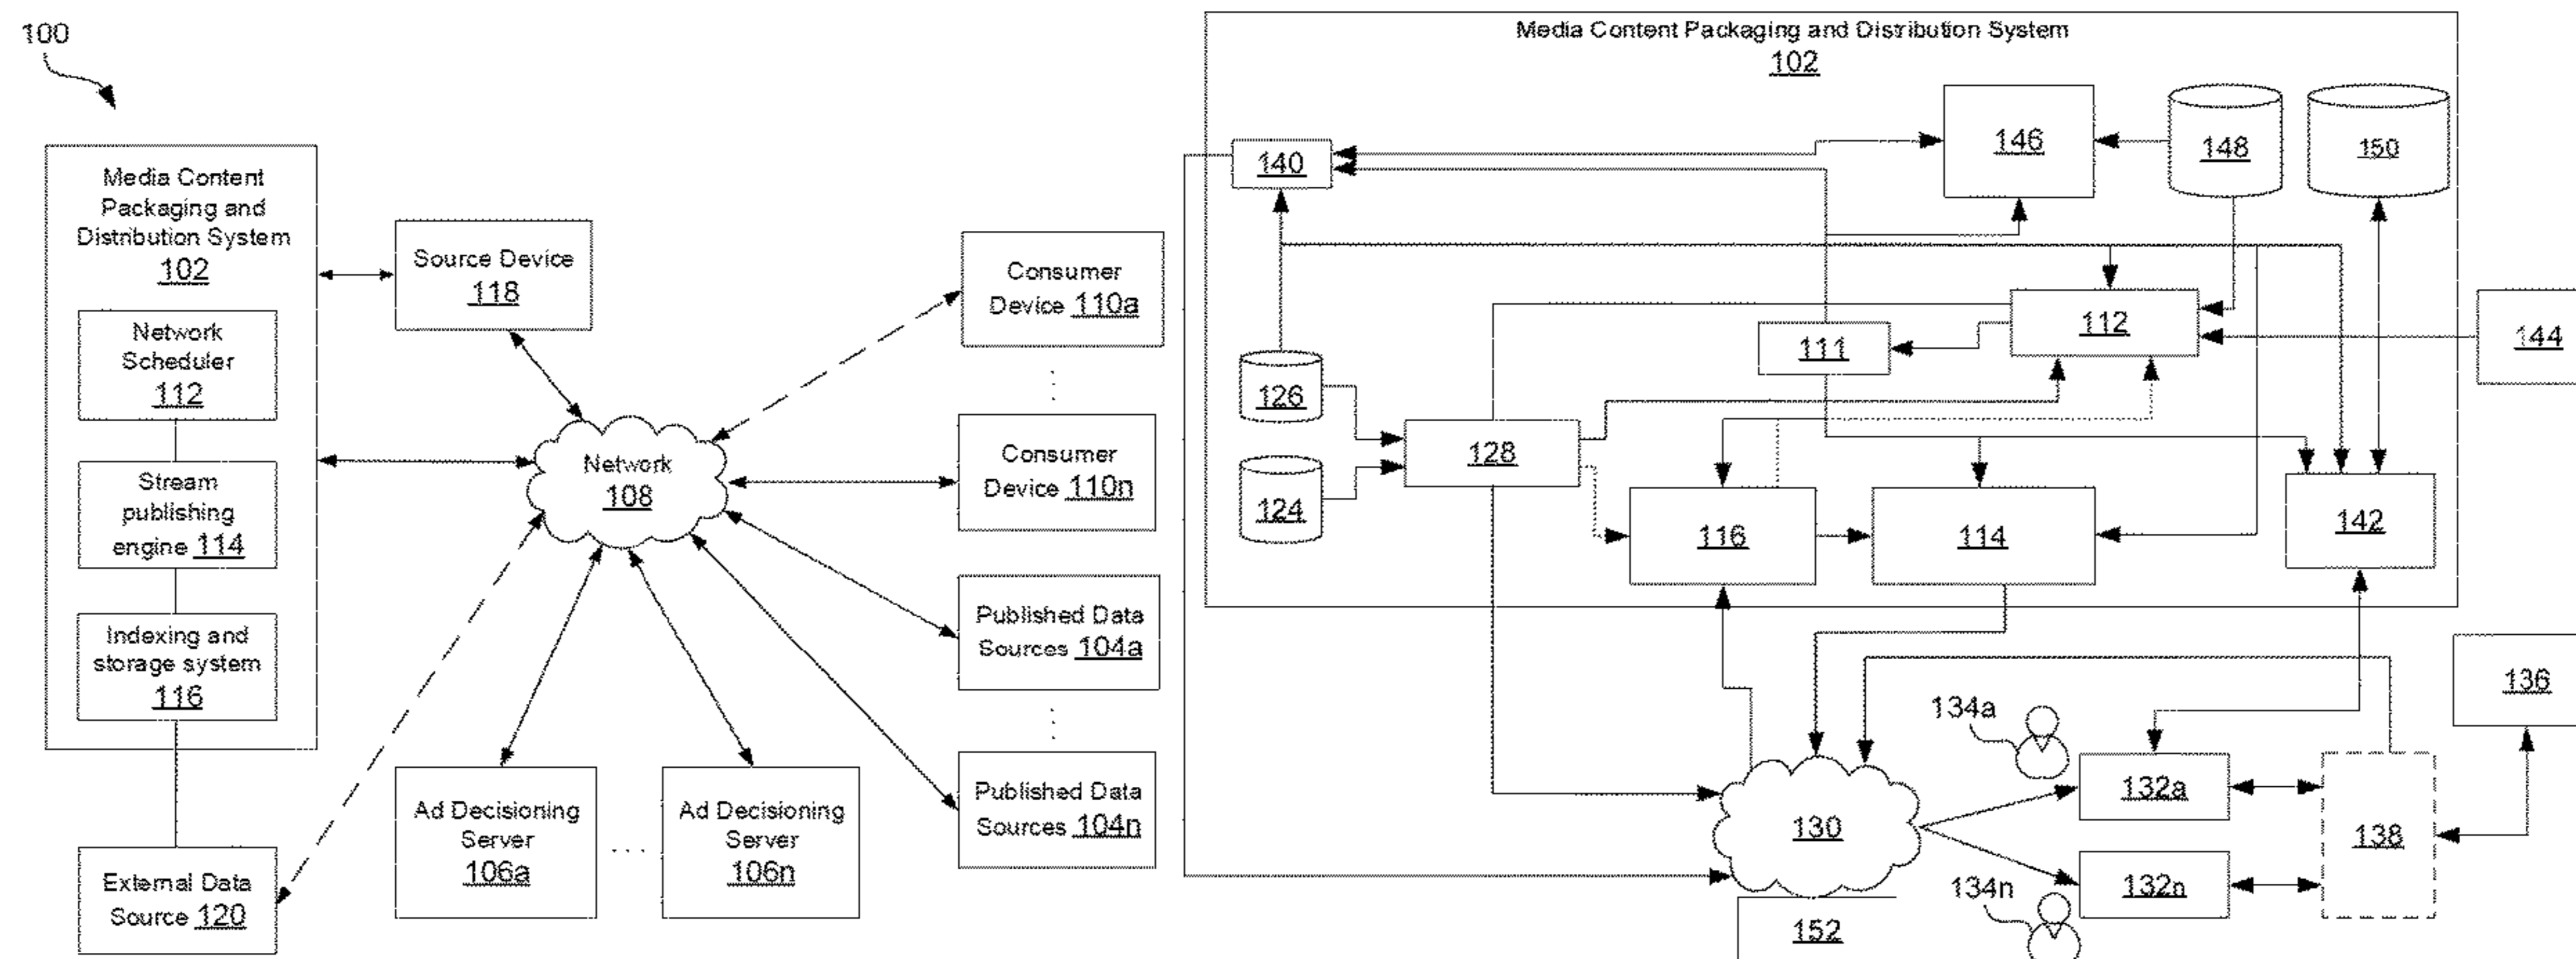 100
Media Content
Packaging and
Distribution System
102
Network
Scheduler
112
Stream
publishing
engine 114
Indexing and
storage system
116
External Data
Source 120
Source Device
118
Network
108
Ad Decisioning
Server
106a
. . .
Ad Decisioning
Server
106n
Consumer
Device 110a
Consumer
Device 110n
Published Data
Sources 104a
Published Data
Sources 104n
Media Content Packaging and Distribution System
102
140
146
148
150
126
124
128
111
112
144
116
114
142
130
152
134a
134n
132a
132n
138
136